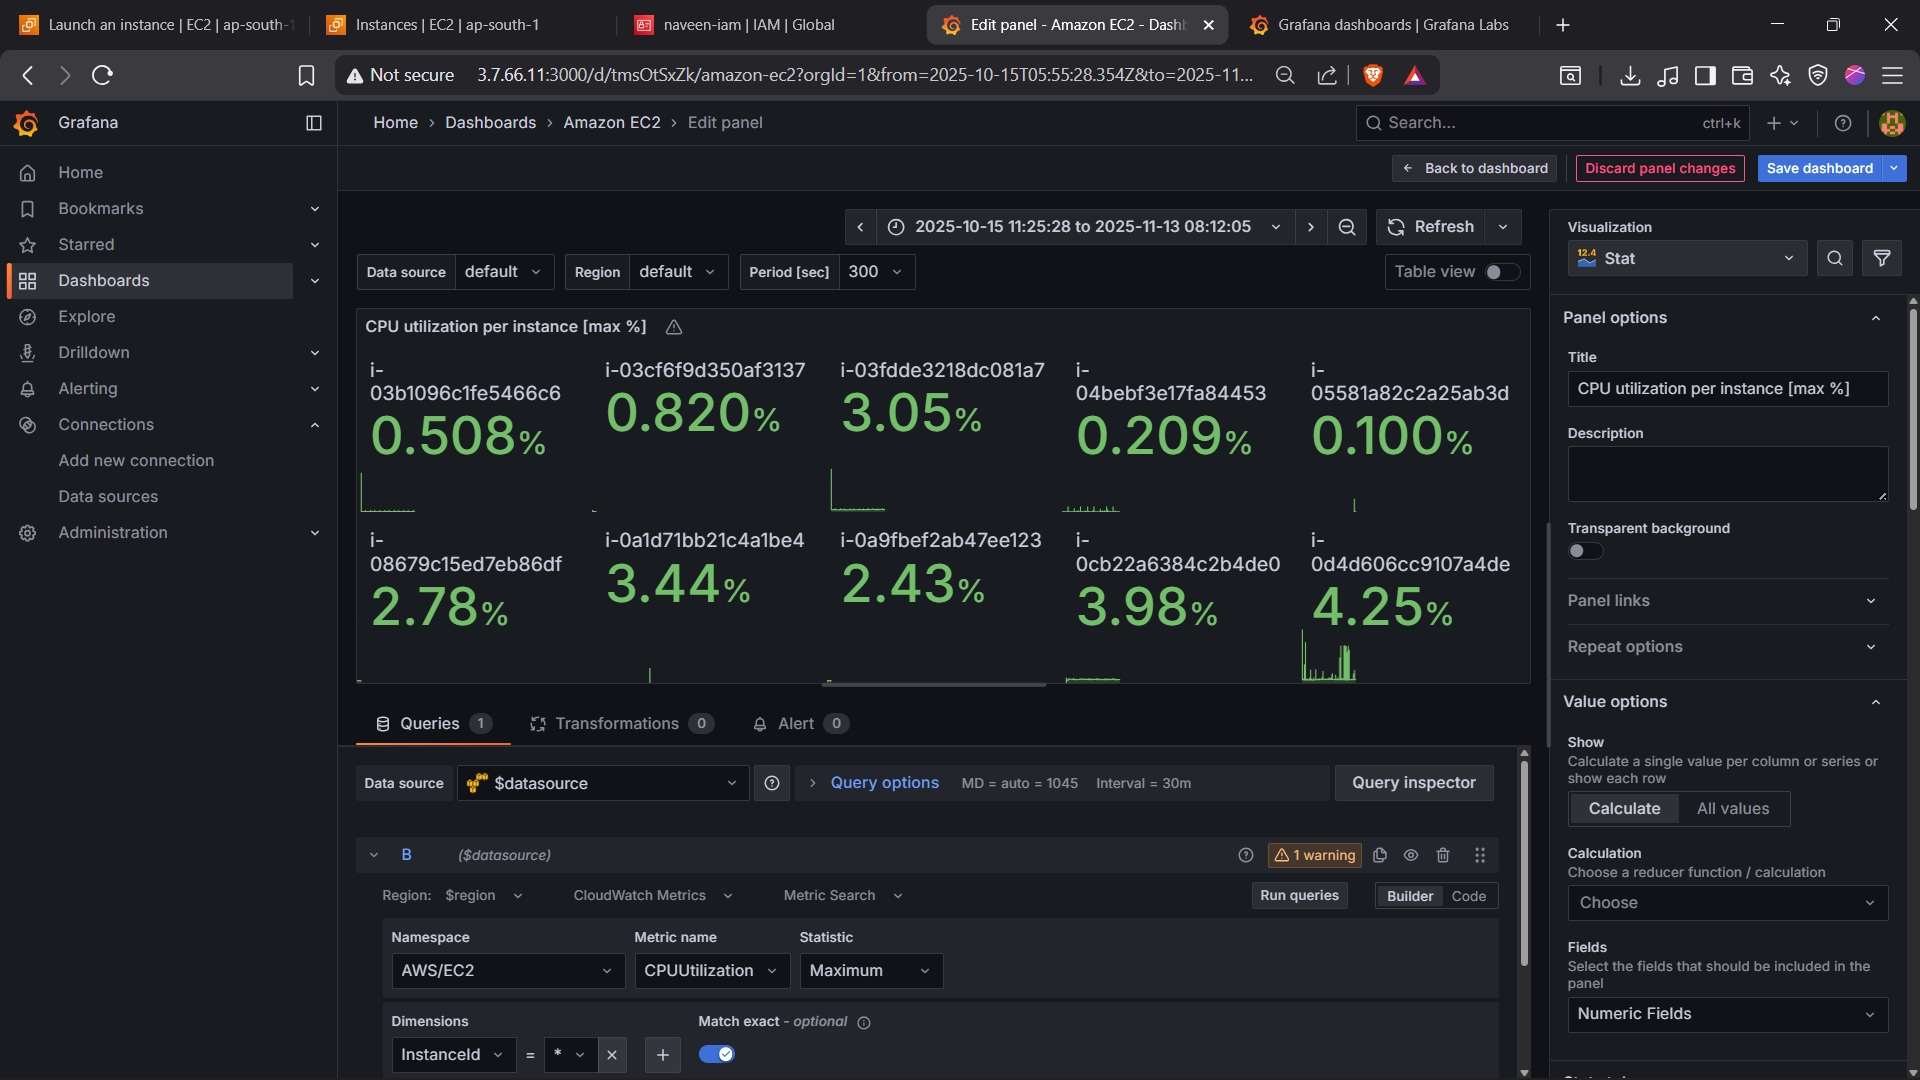 Launch an instance | EC2 | ap-south-1
Instances | EC2 | ap-south-1
naveen-iam | IAM | Global
Edit panel - Amazon EC2 - Dashb
Grafana dashboards | Grafana Labs
Not secure
3.7.66.11:3000/d/tmsOtSxZk/amazon-ec2?orgId=1&from=2025-10-15T05:55:28.354Z&to=2025-11...
Grafana
Home › Dashboards › Amazon EC2 › Edit panel
Search...
ctrl+k
Back to dashboard
Discard panel changes
Save dashboard
Home
Bookmarks
Starred
Dashboards
Explore
Drilldown
Alerting
Connections
Add new connection
Data sources
Administration
2025-10-15 11:25:28 to 2025-11-13 08:12:05
Refresh
Data source default
Region default
Period [sec] 300
Table view
CPU utilization per instance [max %]
i-
03b1096c1fe5466c6
0.508%
i-03cf6f9d350af3137
0.820%
i-03fdde3218dc081a7
3.05%
i-
04bebf3e17fa84453
0.209%
i-
05581a82c2a25ab3d
0.100%
i-
08679c15ed7eb86df
2.78%
i-0a1d71bb21c4a1be4
3.44%
i-0a9fbef2ab47ee123
2.43%
i-
0cb22a6384c2b4de0
3.98%
i-
0d4d606cc9107a4de
4.25%
Queries 1
Transformations 0
Alert 0
Data source
$datasource
Query options
MD = auto = 1045
Interval = 30m
Query inspector
B
($datasource)
1 warning
Region: $region
CloudWatch Metrics
Metric Search
Run queries
Builder
Code
Namespace
AWS/EC2
Metric name
CPUUtilization
Statistic
Maximum
Dimensions
InstanceId
=
*
Match exact - optional
Visualization
12.4
Stat
Panel options
Title
CPU utilization per instance [max %]
Description
Transparent background
Panel links
Repeat options
Value options
Show
Calculate a single value per column or series or
show each row
Calculate
All values
Calculation
Choose a reducer function / calculation
Choose
Fields
Select the fields that should be included in the
panel
Numeric Fields